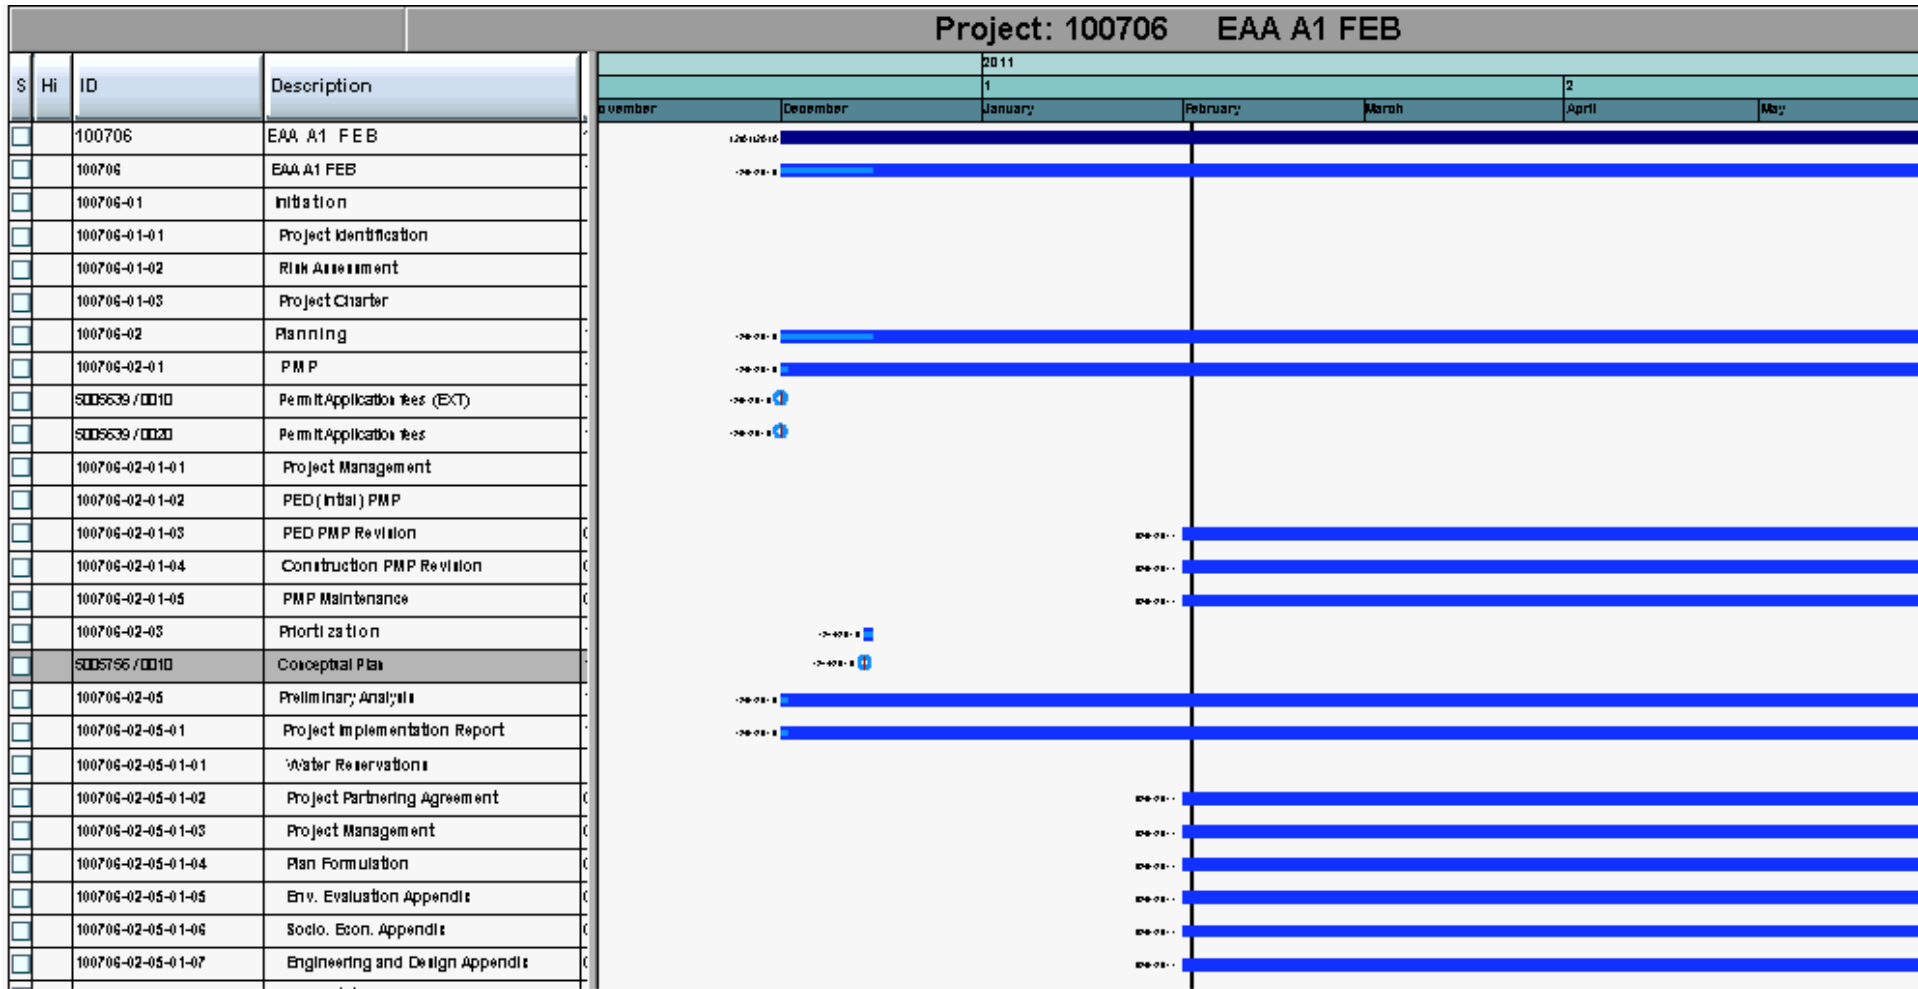 Project: 100706 EAA A1 FEB
S Hi ID Description
2011
1 2
ovember December January February March April May
100706 EAA A1 FEB
100706 EAA A1 FEB
100706-01 Initiation
100706-01-01 Project Identification
100706-01-02 Risk Assessment
100706-01-03 Project Charter
100706-02 Planning
100706-02-01 PMP
5005639 / 0010 Permit Application fees (EXT)
5005639 / 0020 Permit Application fees
100706-02-01-01 Project Management
100706-02-01-02 PED (Initial) PMP
100706-02-01-03 PED PMP Revision
100706-02-01-04 Construction PMP Revision
100706-02-01-05 PMP Maintenance
100706-02-03 Priortization
5005756 / 0010 Conceptual Plan
100706-02-05 Preliminary Analysis
100706-02-05-01 Project Implementation Report
100706-02-05-01-01 Water Reservations
100706-02-05-01-02 Project Partnering Agreement
100706-02-05-01-03 Project Management
100706-02-05-01-04 Plan Formulation
100706-02-05-01-05 Env. Evaluation Appendix
100706-02-05-01-06 Socio. Econ. Appendix
100706-02-05-01-07 Engineering and Design Appendix